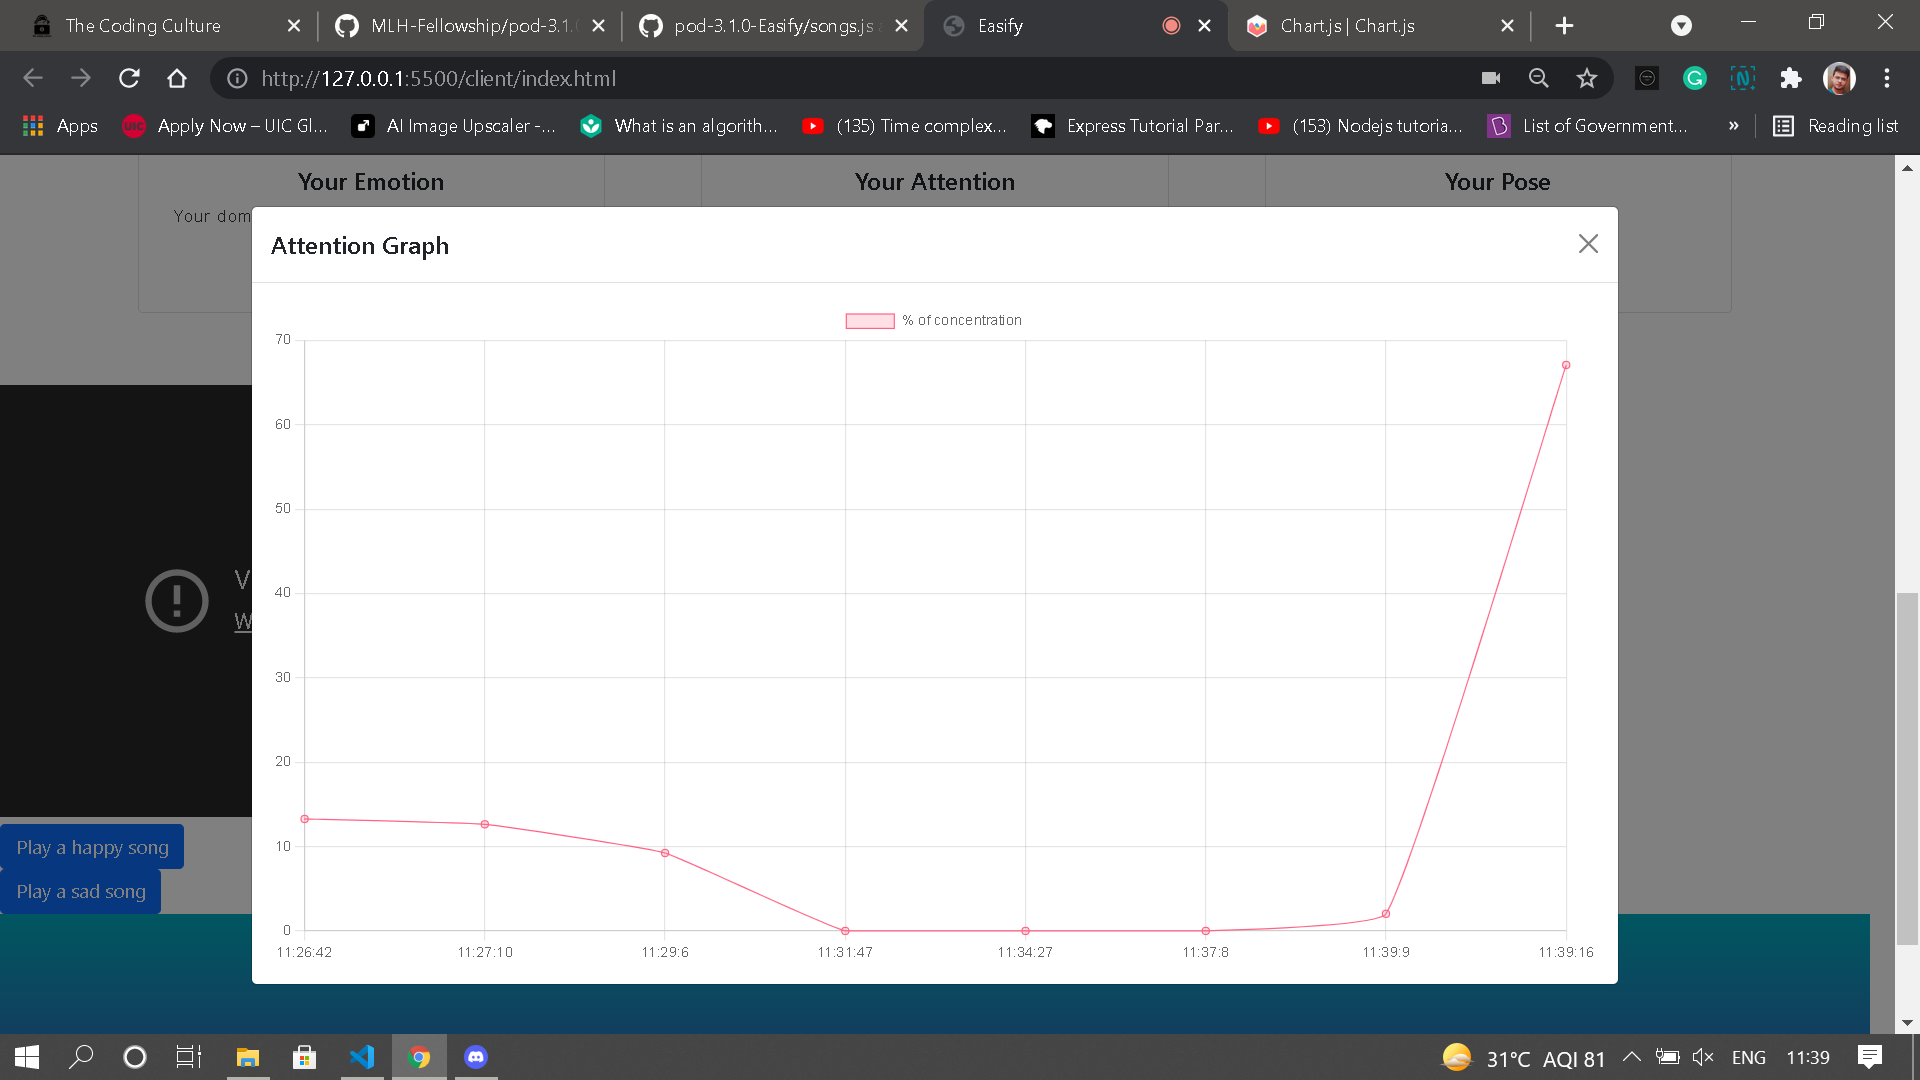 The Coding Culture
MLH-Fellowship/pod-3.1.
pod-3.1.0-Easify/songs.js
Easify
Chart.js | Chart.js
http://127.0.0.1:5500/client/index.html
Apps
Apply Now – UIC Gl...
AI Image Upscaler -...
What is an algorith...
(135) Time complex...
Express Tutorial Par...
(153) Nodejs tutoria...
List of Government...
»
Reading list
Your Emotion
Your Attention
Your Pose
Your dom
Attention Graph
% of concentration
70
60
50
40
30
20
10
0
11:26:42 11:27:10 11:29:6 11:31:47 11:34:27 11:37:8 11:39:9 11:39:16
V
w
Play a happy song
Play a sad song
31°C AQI 81
ENG
11:39